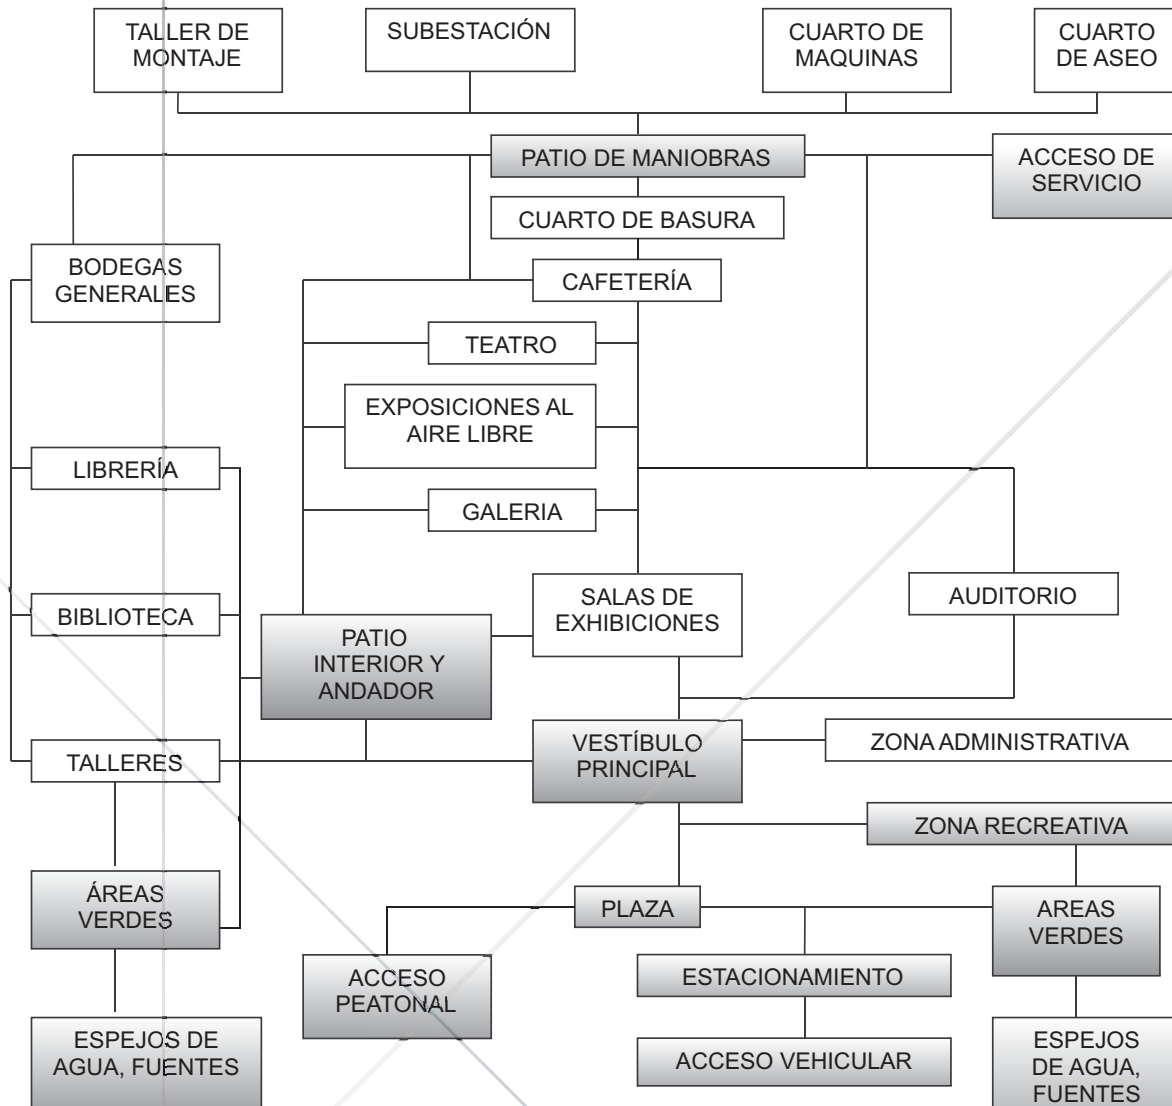 TALLER DE
MONTAJE
SUBESTACIÓN
CUARTO DE
MAQUINAS
CUARTO
DE ASEO
PATIO DE MANIOBRAS
ACCESO DE
SERVICIO
CUARTO DE BASURA
BODEGAS
GENERALES
CAFETERÍA
TEATRO
EXPOSICIONES AL
AIRE LIBRE
LIBRERÍA
GALERIA
BIBLIOTECA
SALAS DE
EXHIBICIONES
AUDITORIO
PATIO
INTERIOR Y
ANDADOR
TALLERES
VESTÍBULO
PRINCIPAL
ZONA ADMINISTRATIVA
ZONA RECREATIVA
ÁREAS
VERDES
PLAZA
AREAS
VERDES
ACCESO
PEATONAL
ESTACIONAMIENTO
ESPEJOS DE
AGUA, FUENTES
ACCESO VEHICULAR
ESPEJOS
DE AGUA,
FUENTES